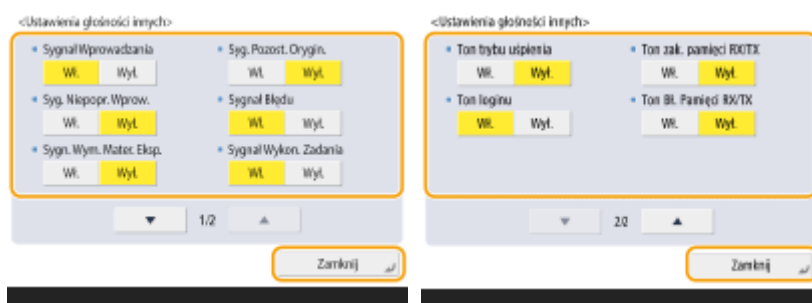 <Ustawienia głośności innych>
Sygnał Wprowadzania
Wł. Wył.
Syg. Pozost. Orygin.
Wł. Wył.
Syg. Niepopr. Wprow.
Wł. Wył.
Sygnał Błędu
Wł. Wył.
Sygn. Wym. Mater. Eksp.
Wł. Wył.
Sygnał Wykon. Zadania
Wł. Wył.
1/2
Zamknij
<Ustawienia głośności innych>
Ton trybu uśpienia
Wł. Wył.
Ton zak. pamięci RX/TX
Wł. Wył.
Ton loginu
Wł. Wył.
Ton Bł. Pamięci RX/TX
Wł. Wył.
2/2
Zamknij